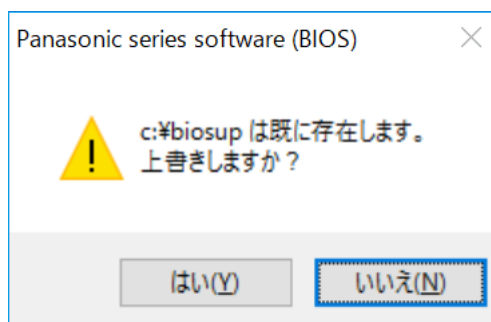 Panasonic series software (BIOS)
c:¥biosup は既に存在します。
上書きしますか？
はい(Y)
いいえ(N)